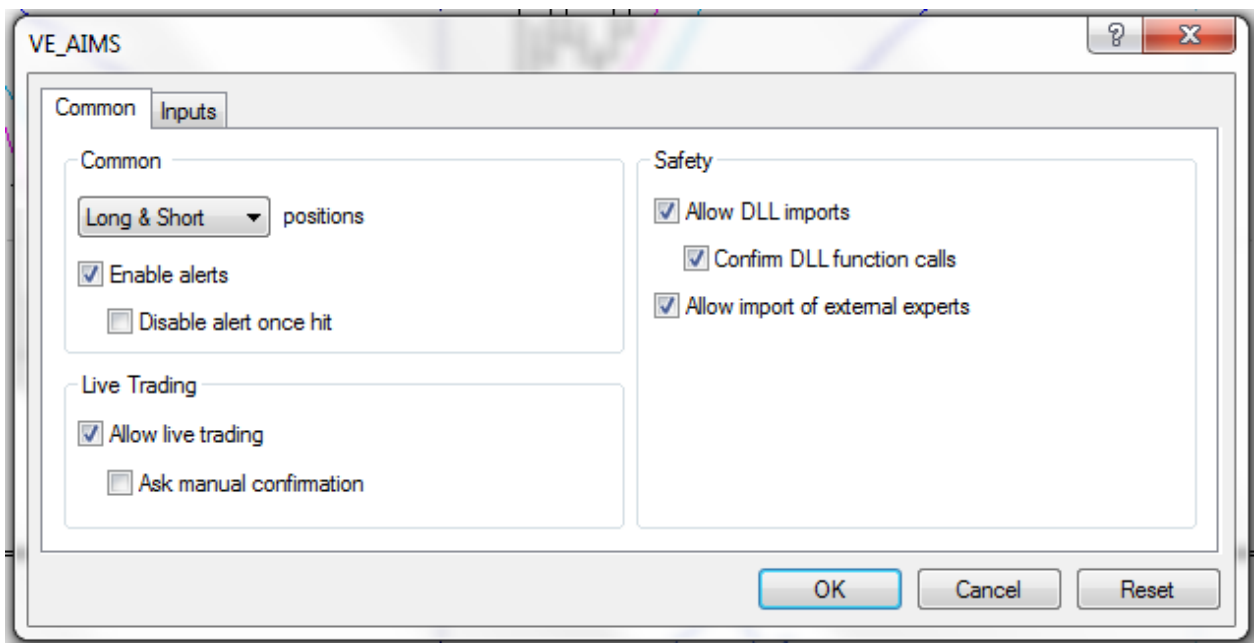 VE_AIMS
Common
Inputs
Common
Long & Short positions
Enable alerts
Disable alert once hit
Live Trading
Allow live trading
Ask manual confirmation
Safety
Allow DLL imports
Confirm DLL function calls
Allow import of external experts
OK
Cancel
Reset